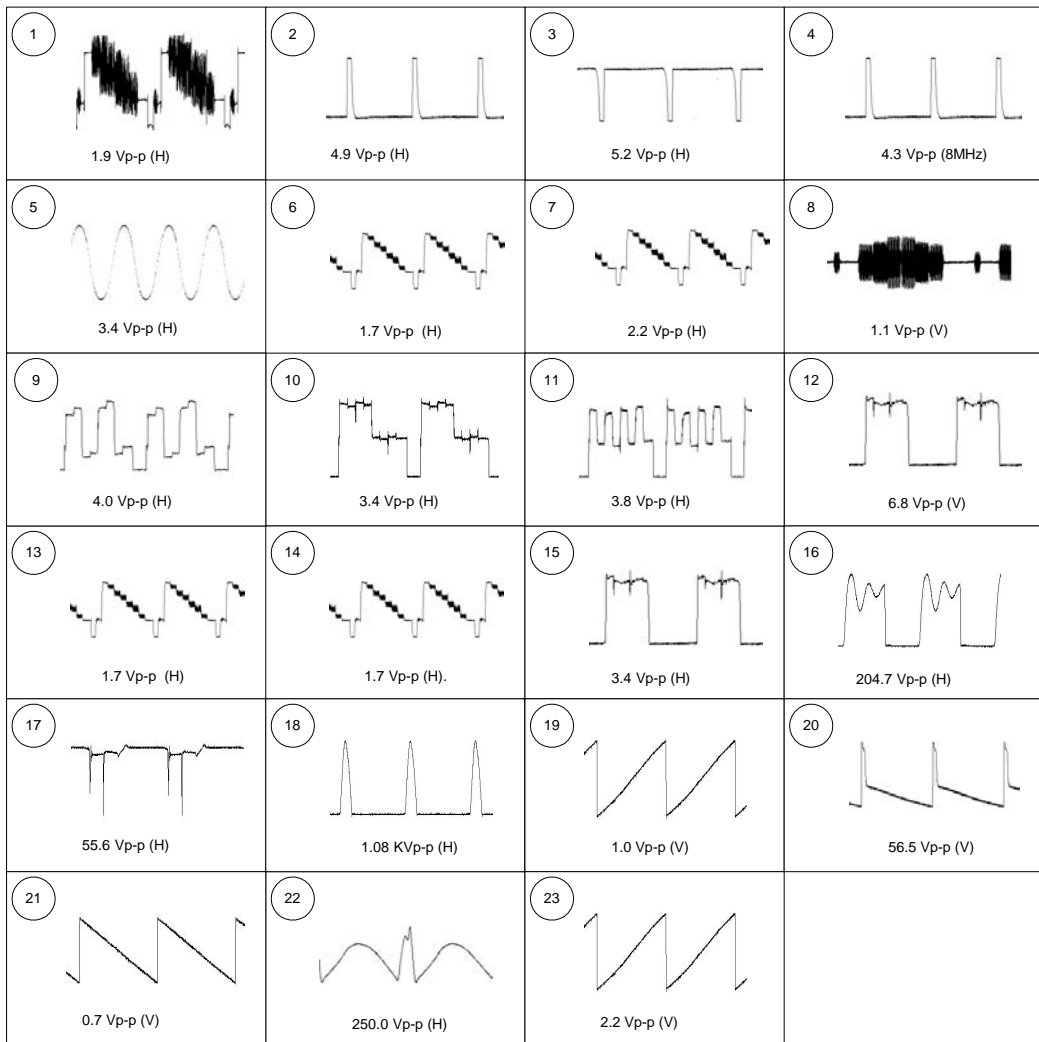 1
1.9 Vp-p (H)
2
4.9 Vp-p (H)
3
5.2 Vp-p (H)
4
4.3 Vp-p (8MHz)
5
3.4 Vp-p (H)
6
1.7 Vp-p (H)
7
2.2 Vp-p (H)
8
1.1 Vp-p (V)
9
4.0 Vp-p (H)
10
3.4 Vp-p (H)
11
3.8 Vp-p (H)
12
6.8 Vp-p (V)
13
1.7 Vp-p (H)
14
1.7 Vp-p (H).
15
3.4 Vp-p (H)
16
204.7 Vp-p (H)
17
55.6 Vp-p (H)
18
1.08 KVp-p (H)
19
1.0 Vp-p (V)
20
56.5 Vp-p (V)
21
0.7 Vp-p (V)
22
250.0 Vp-p (H)
23
2.2 Vp-p (V)